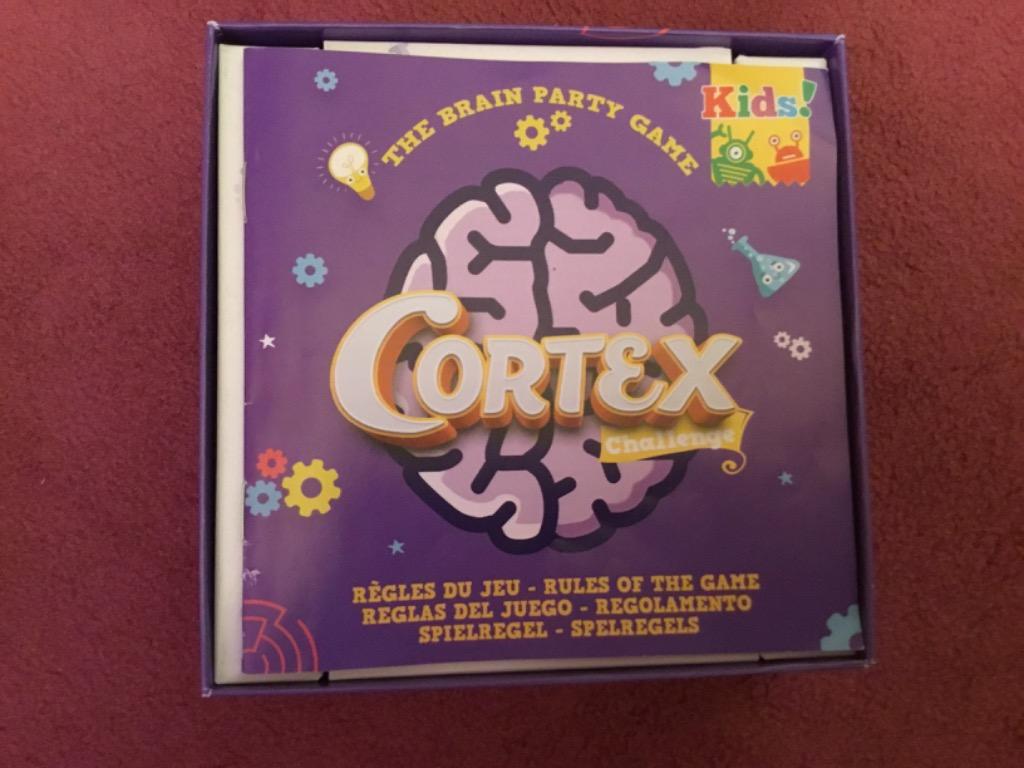 THE BRAIN PARTY GAME
Kids!
CORTEX
Challenge
RÈGLES DU JEU - RULES OF THE GAME
REGLAS DEL JUEGO - REGOLAMENTO
SPIELREGEL - SPELREGELS